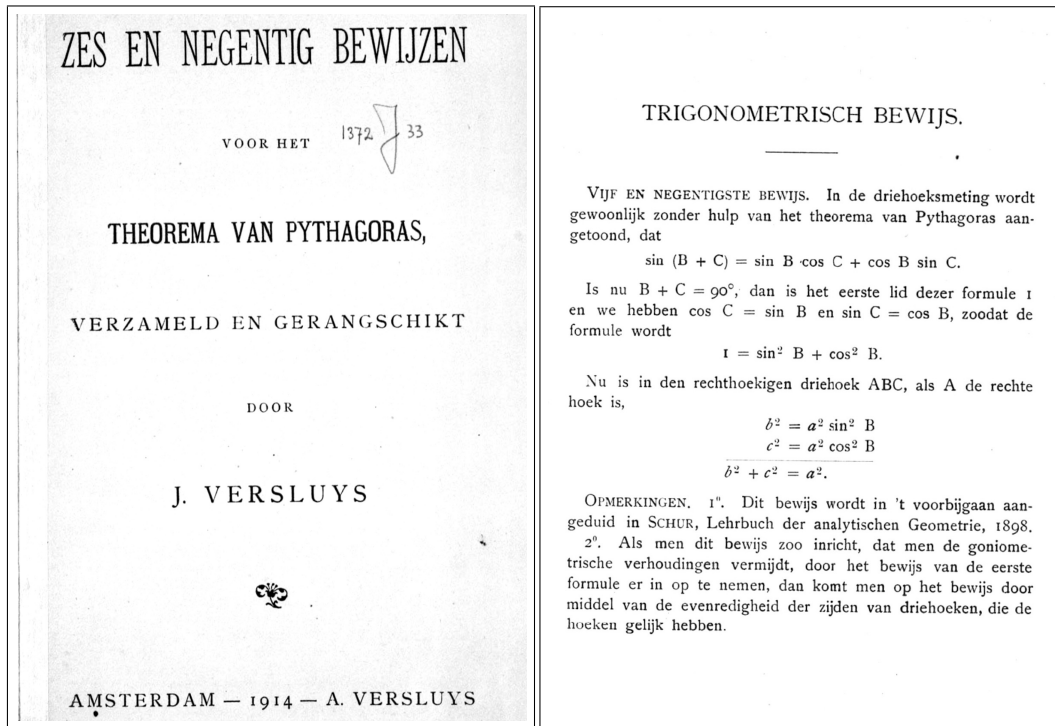 ZES EN NEGENTIG BEWIJZEN
VOOR HET
1372 J 33
THEOREMA VAN PYTHAGORAS,
VERZAMELD EN GERANGSCHIKT
DOOR
J. VERSLUYS
AMSTERDAM — 1914 — A. VERSLUYS
TRIGONOMETRISCH BEWIJS.
VIJF EN NEGENTIGSTE BEWIJS. In de driehoeksmeting wordt
gewoonlijk zonder hulp van het theorema van Pythagoras aan-
getoond, dat
sin (B + C) = sin B cos C + cos B sin C.
Is nu B + C = 90°, dan is het eerste lid dezer formule 1
en we hebben cos C = sin B en sin C = cos B, zoodat de
formule wordt
1 = sin² B + cos² B.
Nu is in den rechthoekigen driehoek ABC, als A de rechte
hoek is,
b² = a² sin² B
c² = a² cos² B
b² + c² = a².
OPMERKINGEN. 1°. Dit bewijs wordt in 't voorbijgaan aan-
geduid in SCHUR, Lehrbuch der analytischen Geometrie, 1898.
2°. Als men dit bewijs zoo inricht, dat men de goniome-
trische verhoudingen vermijdt, door het bewijs van de eerste
formule er in op te nemen, dan komt men op het bewijs door
middel van de evenredigheid der zijden van driehoeken, die de
hoeken gelijk hebben.